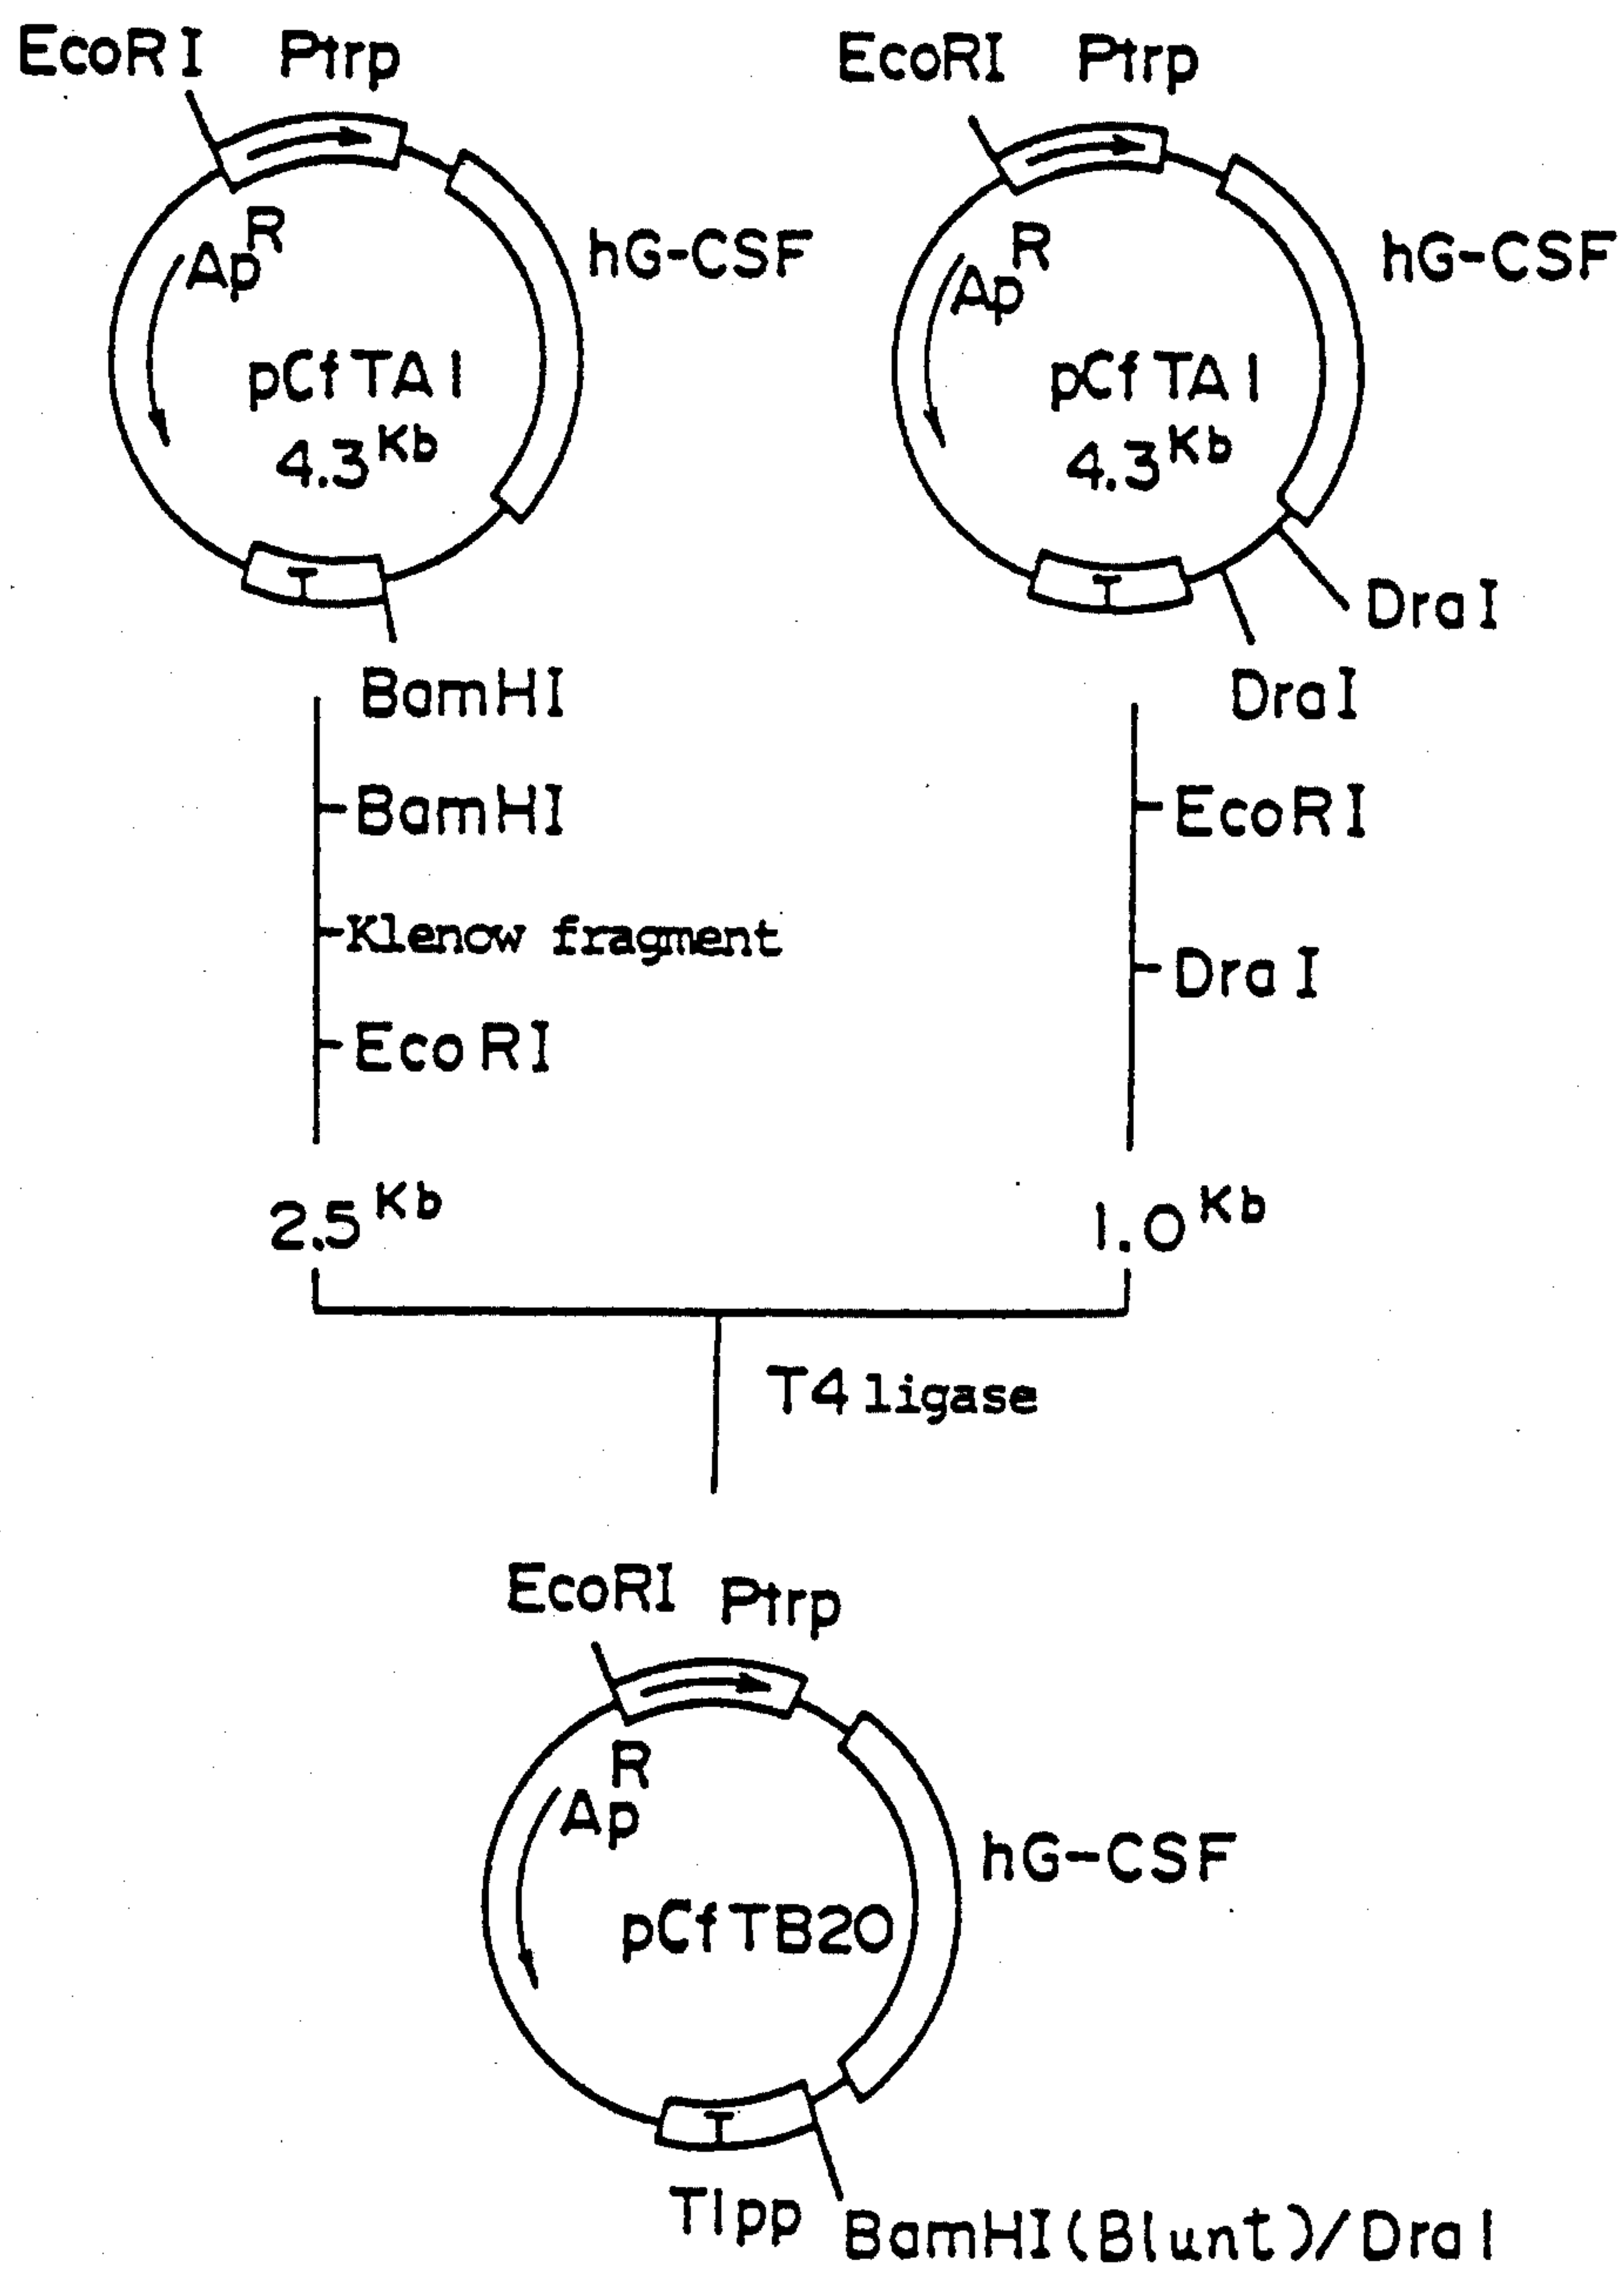 EcoRI Ptrp
hG-CSF
Ap^R
pCfTA1
4.3 Kb
T
BamHI
BamHI
Klenow fragment
EcoRI
2.5 Kb
EcoRI Ptrp
hG-CSF
Ap^R
pCfTA1
4.3 Kb
T
DraI
DraI
EcoRI
DraI
1.0 Kb
T4 ligase
EcoRI Ptrp
Ap^R
hG-CSF
pCfTB20
T
Tlpp
BamHI(Blunt)/DraI